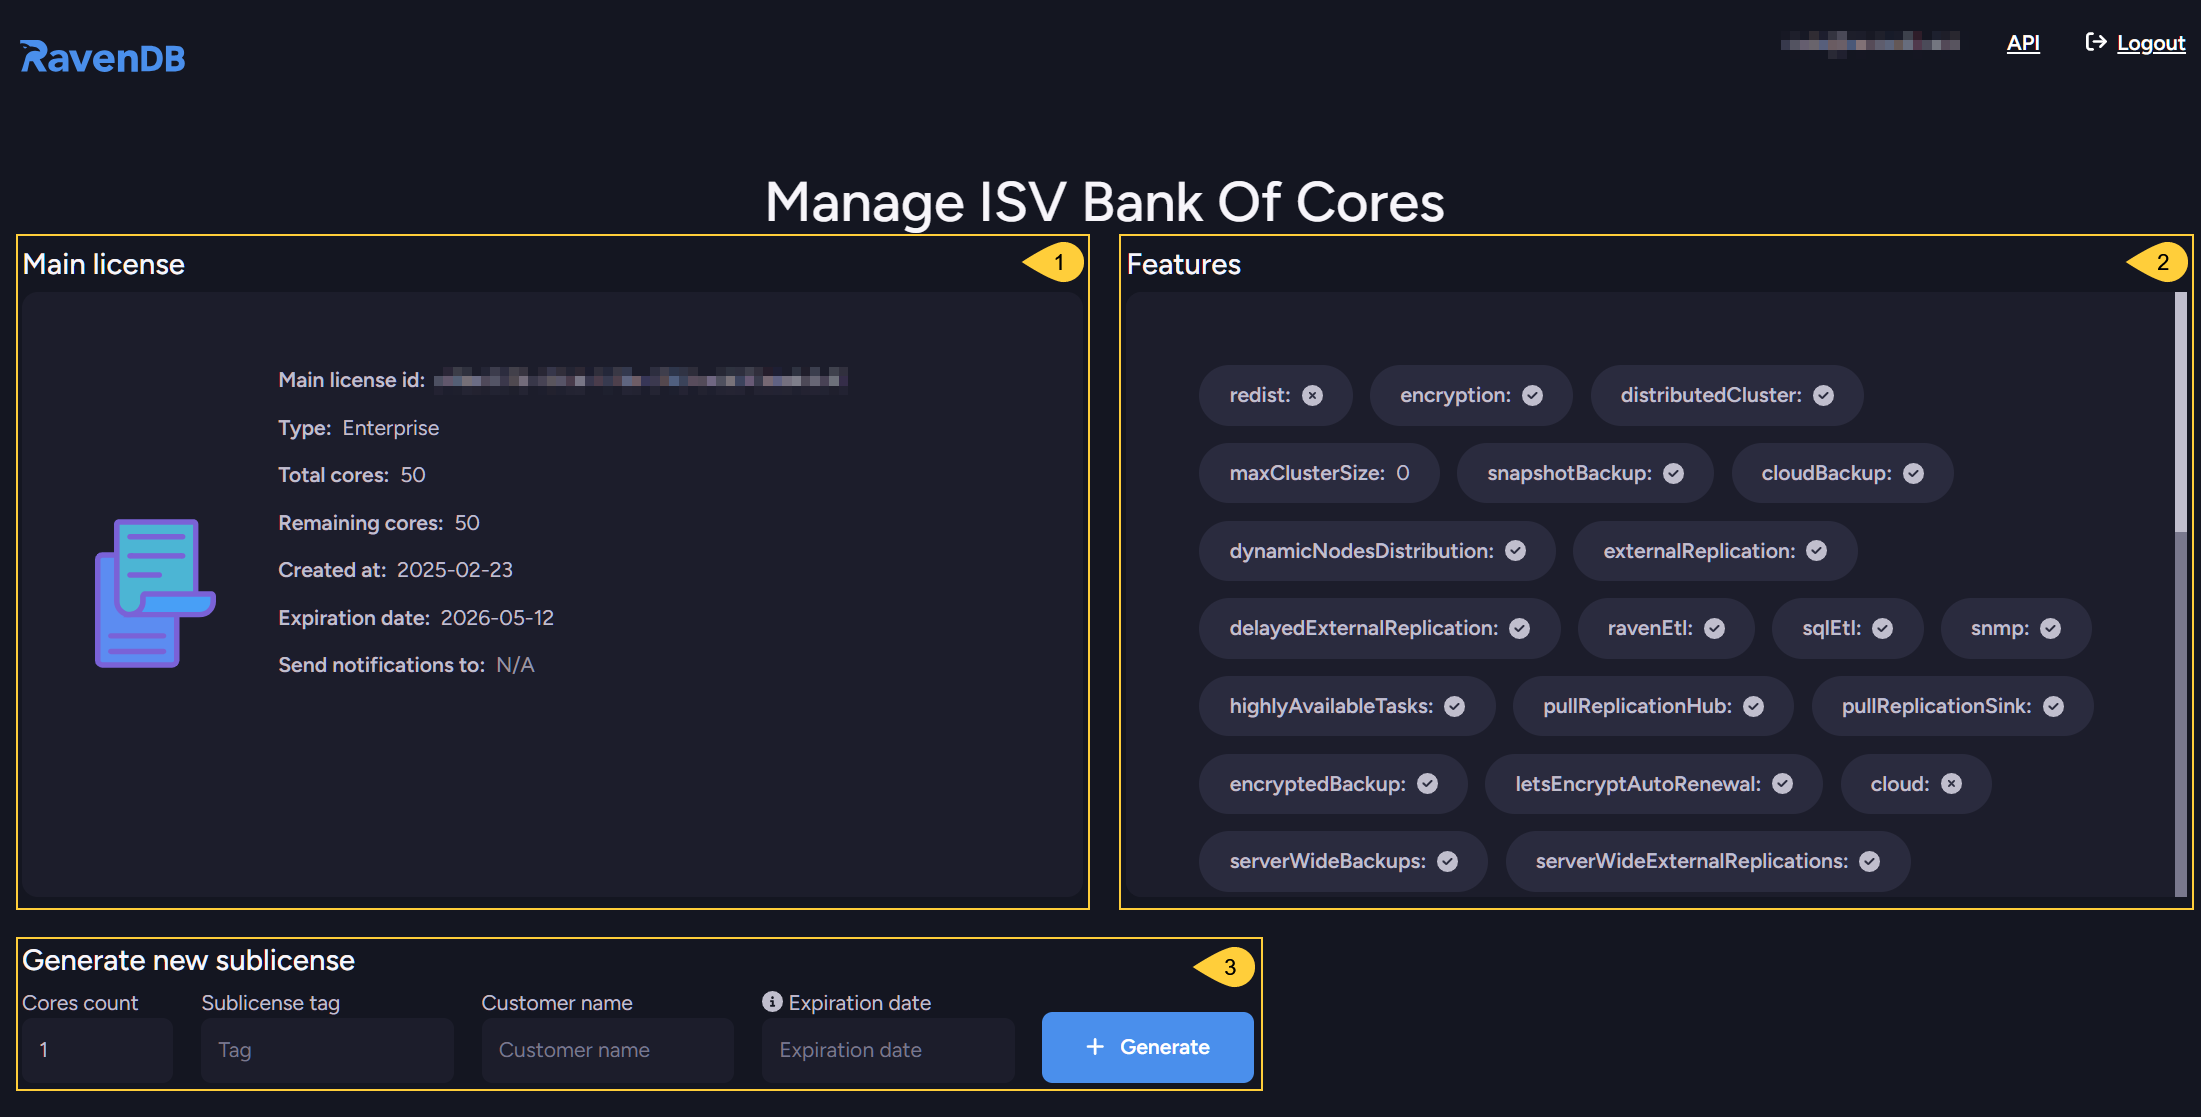 RavenDB
API
Logout
Manage ISV Bank Of Cores
Main license
1
Main license id:
Type: Enterprise
Total cores: 50
Remaining cores: 50
Created at: 2025-02-23
Expiration date: 2026-05-12
Send notifications to: N/A
Features
2
redist: encryption: distributedCluster:
maxClusterSize: 0 snapshotBackup: cloudBackup:
dynamicNodesDistribution: externalReplication:
delayedExternalReplication: ravenEtl: sqlEtl: snmp:
highlyAvailableTasks: pullReplicationHub: pullReplicationSink:
encryptedBackup: letsEncryptAutoRenewal: cloud:
serverWideBackups: serverWideExternalReplications:
Generate new sublicense
3
Cores count Sublicense tag Customer name Expiration date
1 Tag Customer name Expiration date + Generate